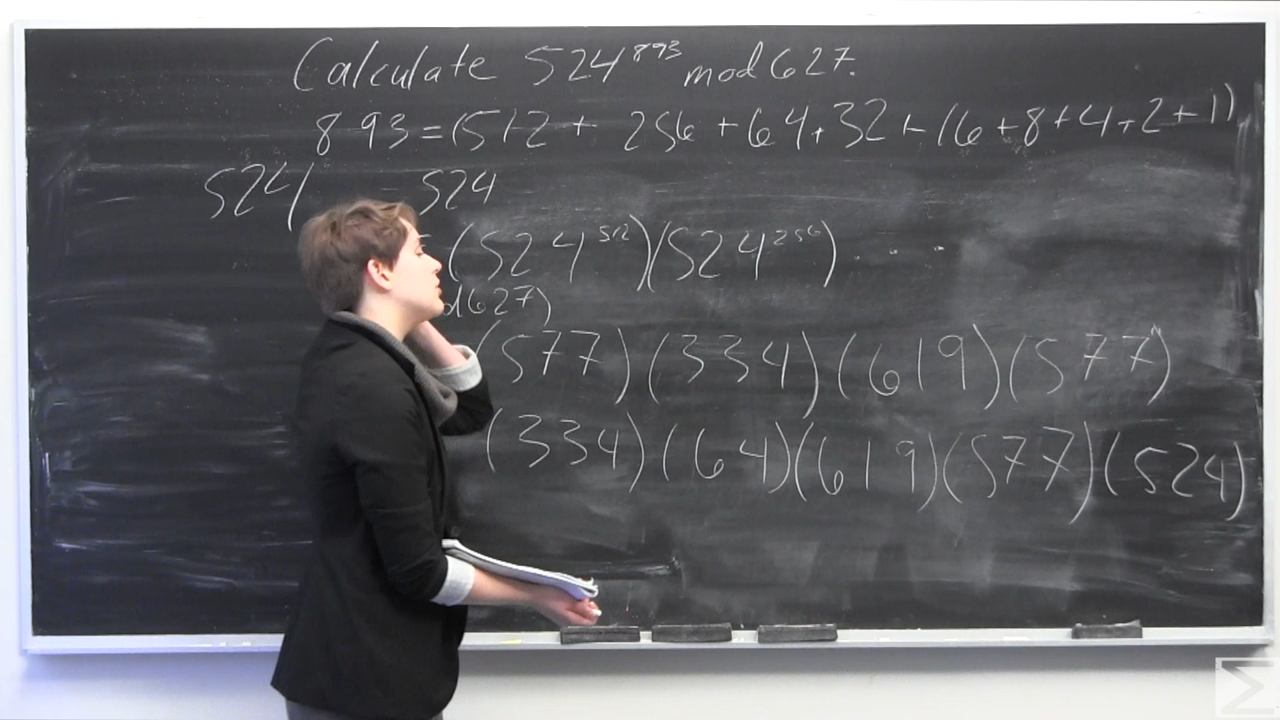 Calculate 524^893 mod 627.
893 = (512 + 256 + 64 + 32 + 16 + 8 + 4 + 2 + 1)
524 524
(524^512)(524^256) . . .
d 627)
(577)(334)(619)(577)
(334)(64)(619)(577)(524)
Σ